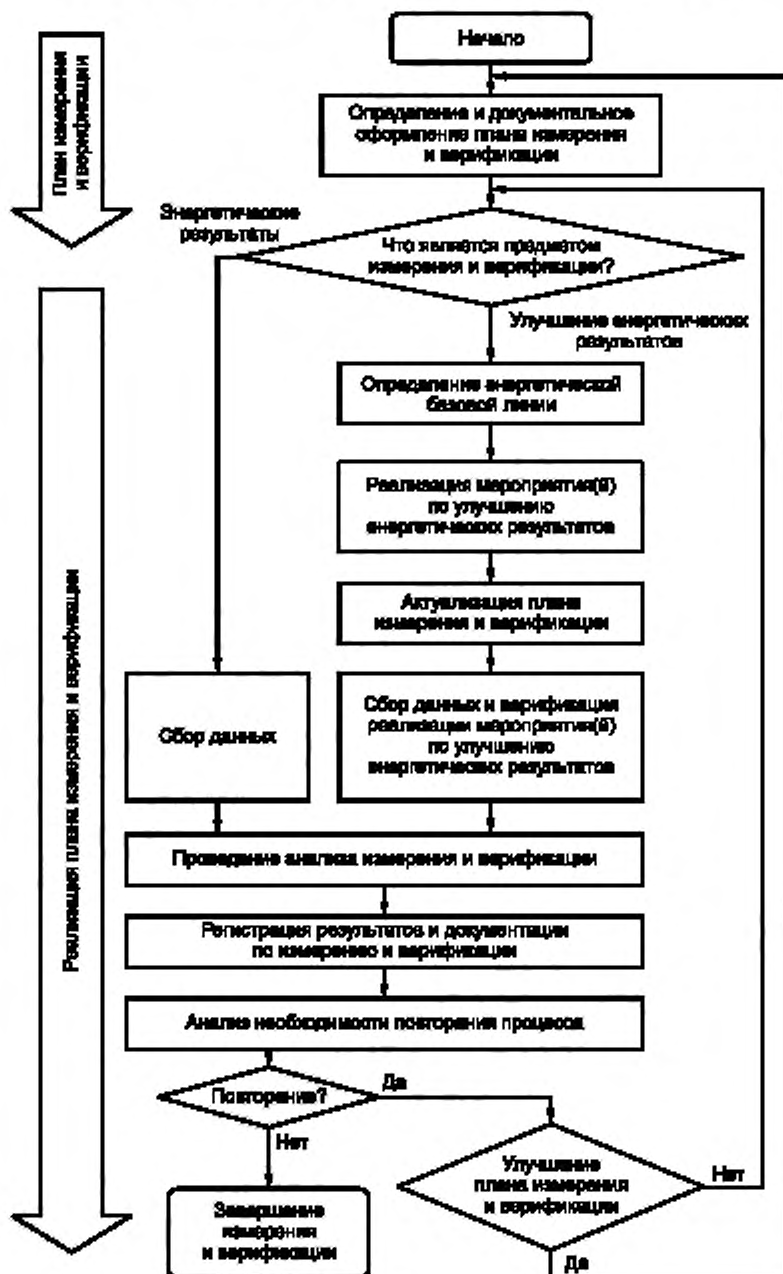 Начало
План измерения
и верификации
Определение и документальное
оформление плана измерения
и верификации
Энергетические
результаты
Что является предметом
измерения и верификации?
Улучшение энергетических
результатов
Определение энергетической
базовой линии
Реализация мероприятия(й)
по улучшению
энергетических результатов
Актуализация плана
измерения и верификации
Реализация плана измерения и верификации
Сбор данных
Сбор данных и верификация
реализации мероприятия(й)
по улучшению
энергетических результатов
Проведение анализа измерения и верификации
Регистрация результатов и документации
по измерению и верификации
Анализ необходимости повторения процесса
Повторение?
Да
Нет
Улучшение
плана измерения
и верификации
Нет
Завершение
измерения
и верификации
Да